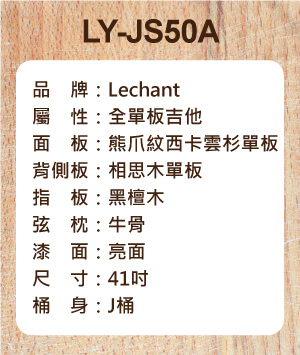 LY-JS50A
品　牌：Lechant
屬　性：全單板吉他
面　板：熊爪紋西卡雲杉單板
背側板：相思木單板
指　板：黑檀木
弦　枕：牛骨
漆　面：亮面
尺　寸：41吋
桶　身：J桶